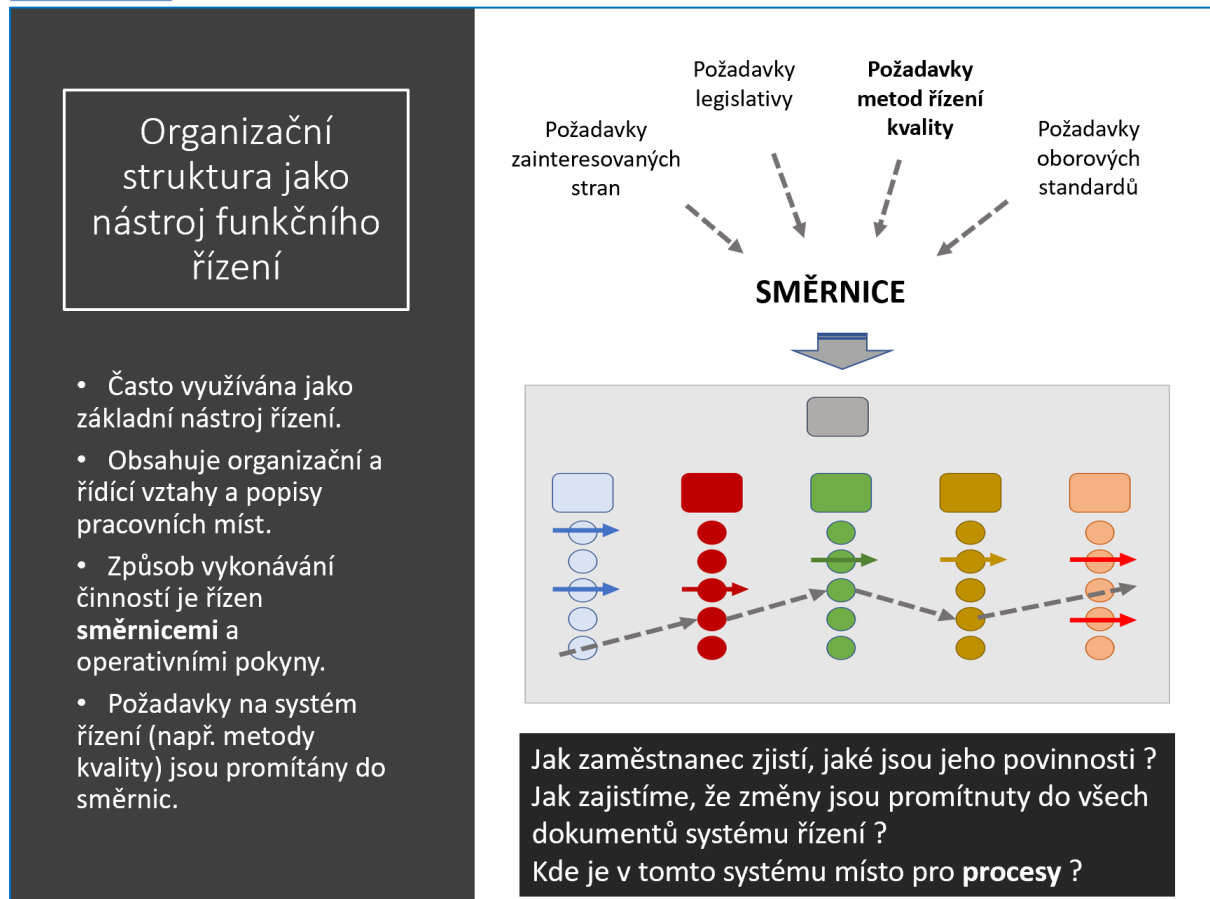 Organizační
struktura jako
nástroj funkčního
řízení
• Často využívána jako
základní nástroj řízení.
• Obsahuje organizační a
řídící vztahy a popisy
pracovních míst.
• Způsob vykonávání
činností je řízen
směrnicemi a
operativními pokyny.
• Požadavky na systém
řízení (např. metody
kvality) jsou promítány do
směrnic.
Požadavky
zainteresovaných
stran
Požadavky
legislativy
Požadavky
metod řízení
kvality
Požadavky
oborových
standardů
SMĚRNICE
Jak zaměstnanec zjistí, jaké jsou jeho povinnosti ?
Jak zajistíme, že změny jsou promítnuty do všech
dokumentů systému řízení ?
Kde je v tomto systému místo pro procesy ?